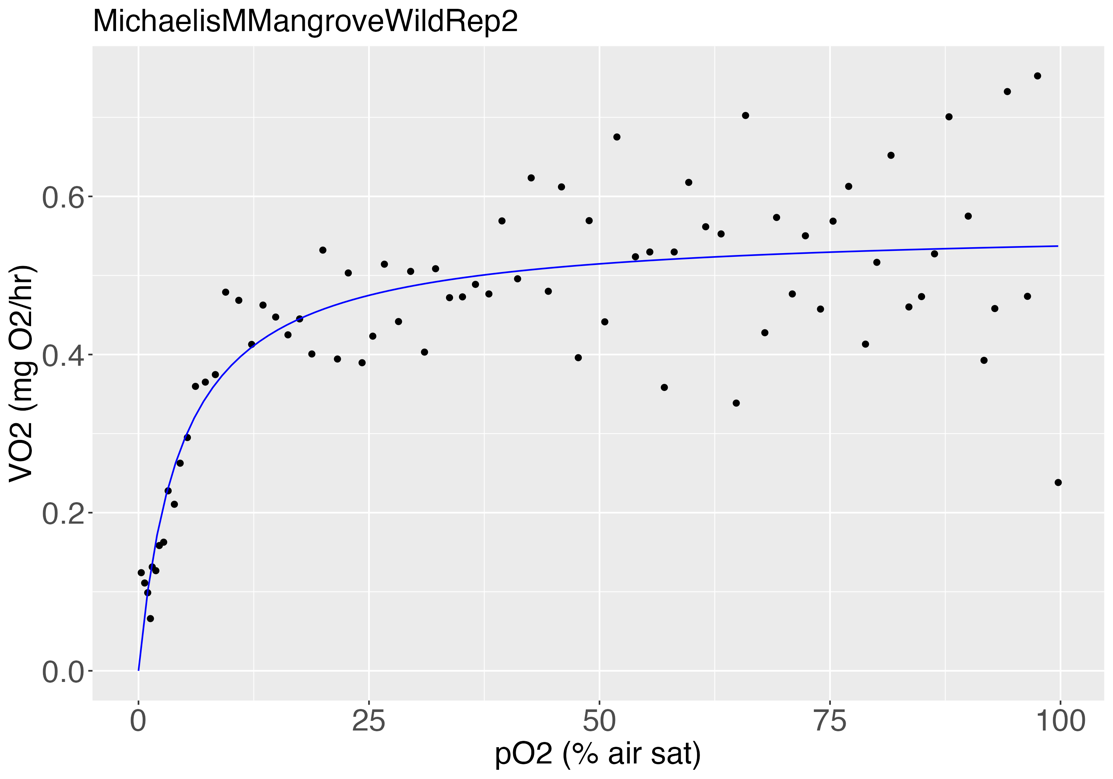 MichaelisMMangroveWildRep2
VO2 (mg O2/hr)
0.6
0.4
0.2
0.0
0 25 50 75 100
pO2 (% air sat)